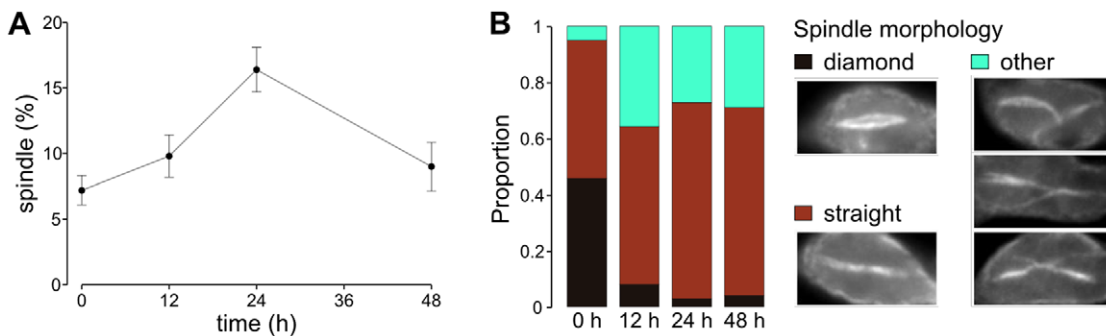 A
spindle (%)
20
15
10
5
0
0 12 24 36 48
time (h)
B
Proportion
1
0.8
0.6
0.4
0.2
0
0 h 12 h 24 h 48 h
Spindle morphology
diamond
other
straight